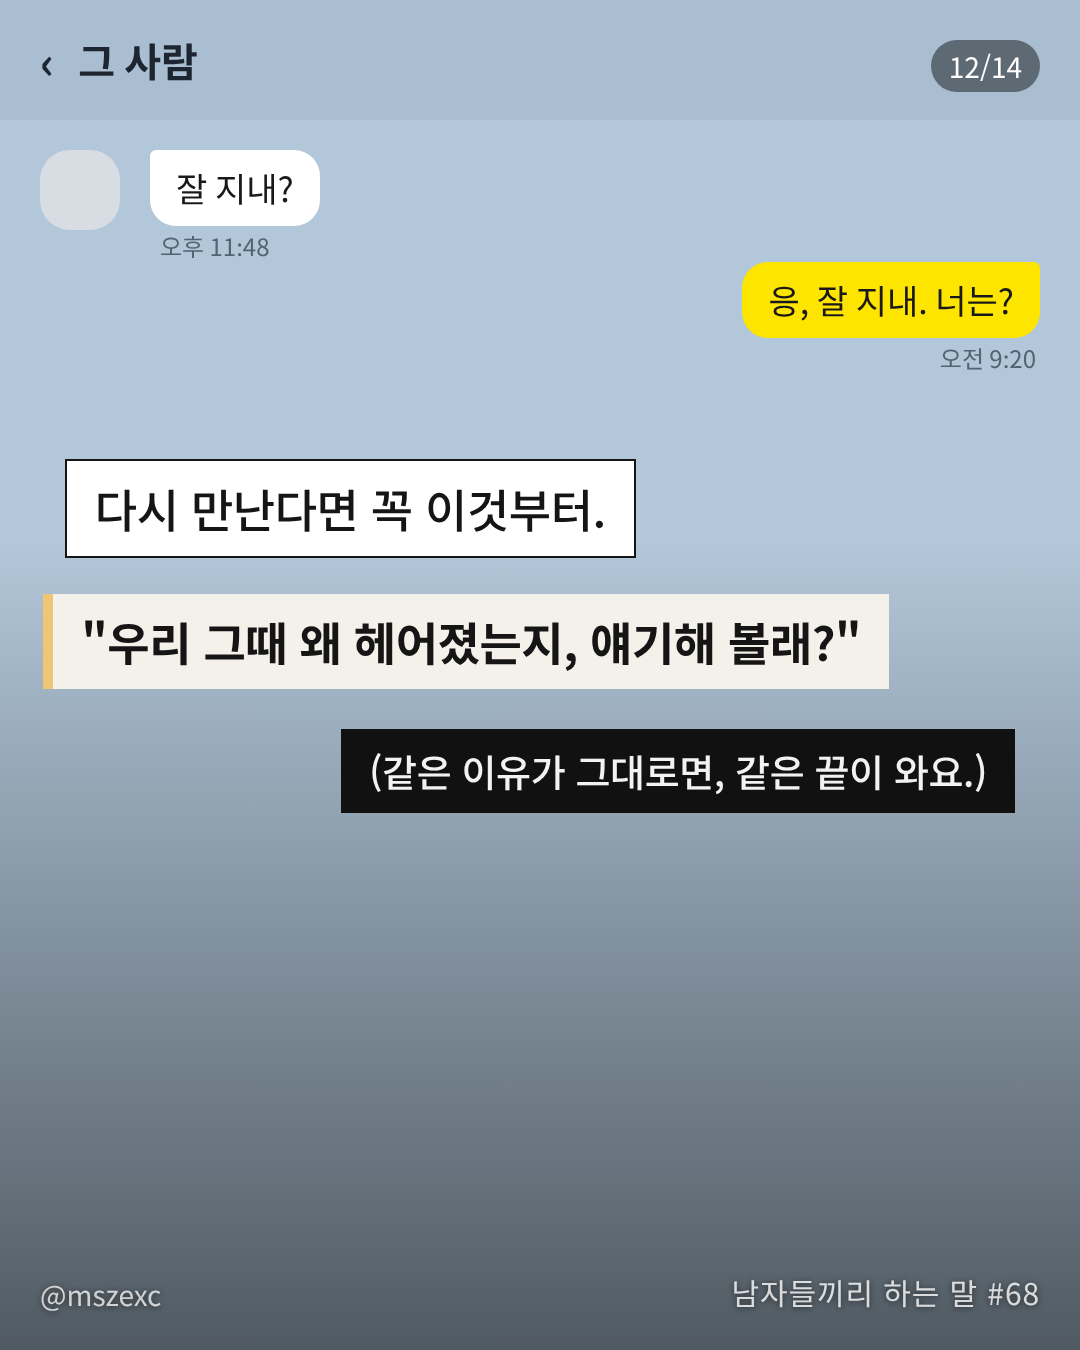 ‹ 그 사람
12/14
잘 지내?
오후 11:48
응, 잘 지내. 너는?
오전 9:20
다시 만난다면 꼭 이것부터.
"우리 그때 왜 헤어졌는지, 얘기해 볼래?"
(같은 이유가 그대로면, 같은 끝이 와요.)
@mszexc
남자들끼리 하는 말 #68